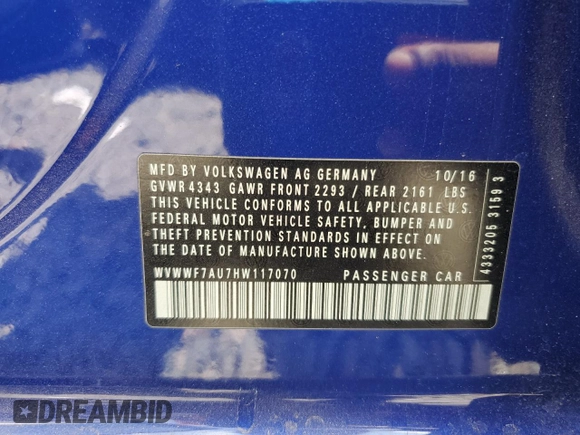 MFD BY VOLKSWAGEN AG GERMANY 10/16
GVWR 4343 GAWR FRONT 2293 / REAR 2161 LBS
THIS VEHICLE CONFORMS TO ALL APPLICABLE U.S.
FEDERAL MOTOR VEHICLE SAFETY, BUMPER AND
THEFT PREVENTION STANDARDS IN EFFECT ON
THE DATE OF MANUFACTURE SHOWN ABOVE.
WVWWF7AU7HW117070 PASSENGER CAR
4333205 3159 3
DREAMBID